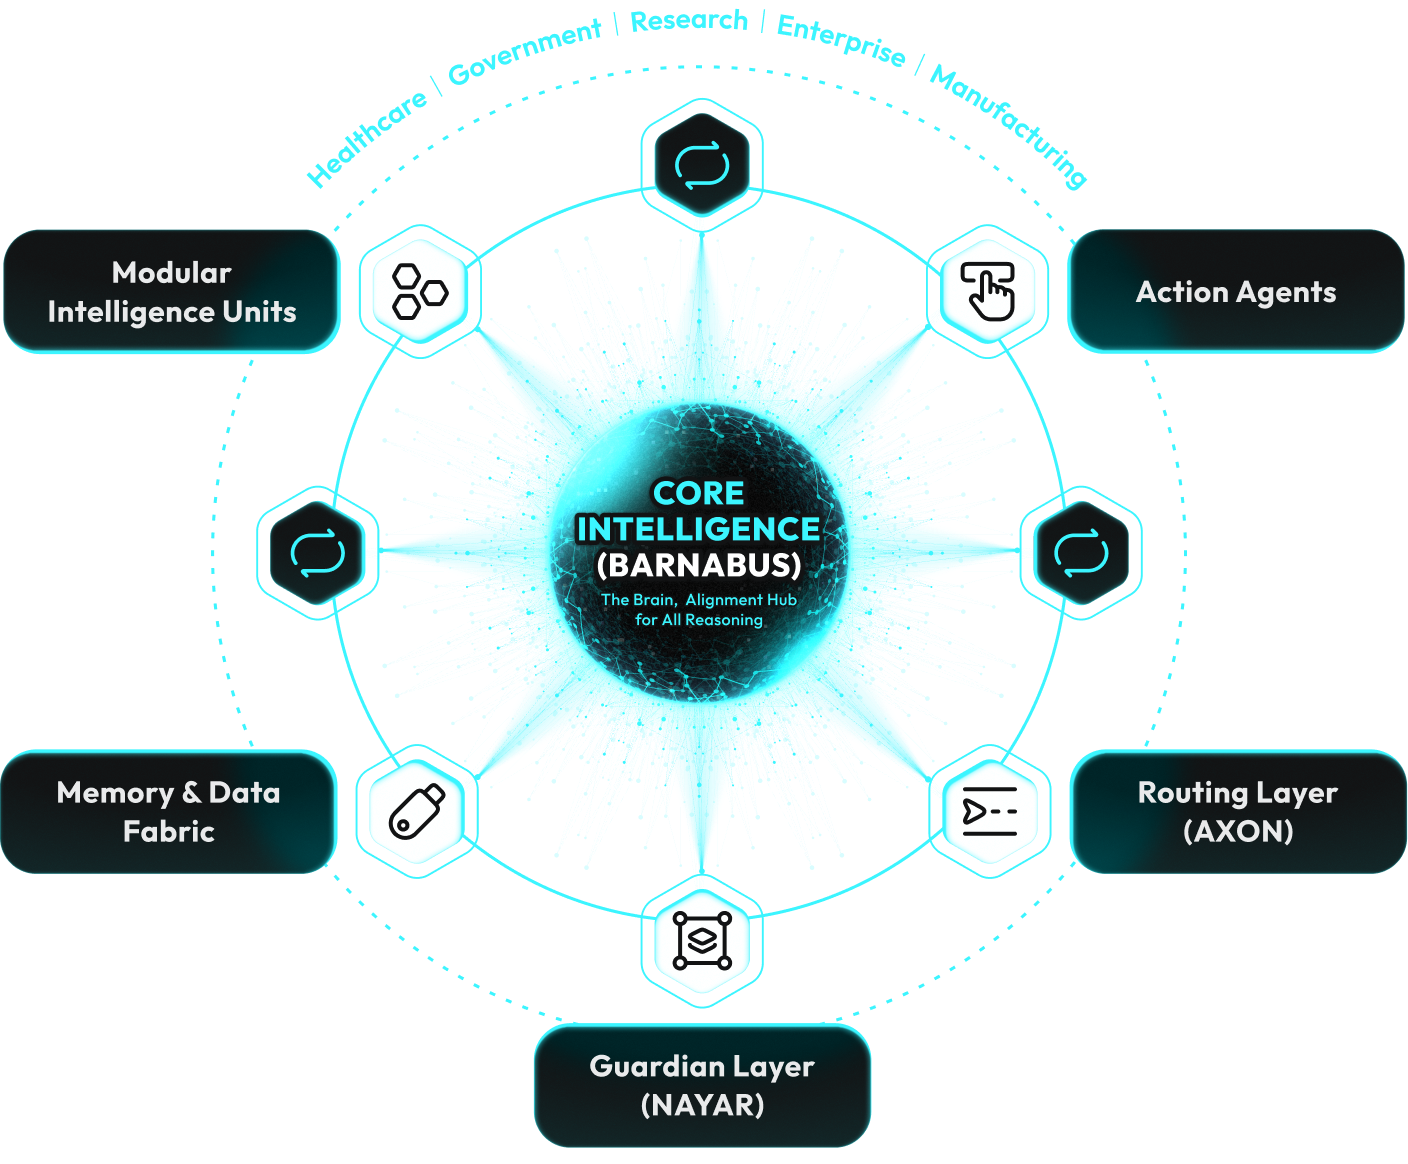 Healthcare | Government | Research | Enterprise | Manufacturing
Modular
Intelligence Units
Action Agents
CORE
INTELLIGENCE
(BARNABUS)
The Brain, Alignment Hub
for All Reasoning
Memory & Data
Fabric
Routing Layer
(AXON)
Guardian Layer
(NAYAR)